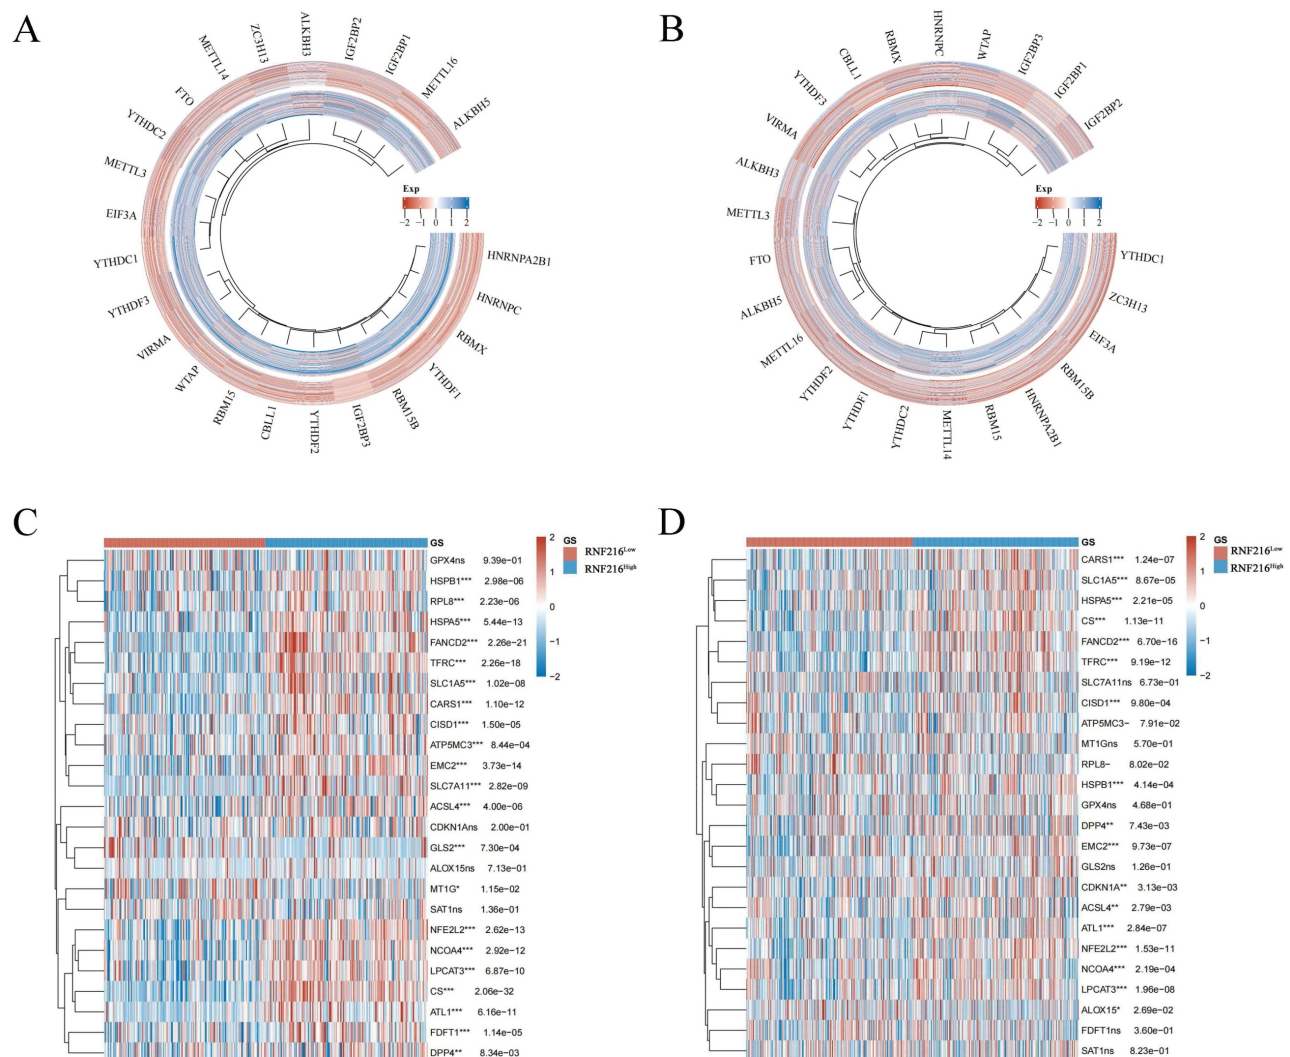 A
ALKBH3
ZC3H13
IGF2BP2
METTL14
IGF2BP1
FTO
METTL16
YTHDC2
ALKBH5
METTL3
Exp
−2 −1 0 1 2
EIF3A
YTHDC1
HNRNPA2B1
YTHDF3
HNRNPC
VIRMA
RBMX
WTAP
YTHDF1
RBM15
RBM15B
CBLL1
IGF2BP3
YTHDF2
B
HNRNPC
RBMX
WTAP
CBLL1
IGF2BP3
YTHDF3
IGF2BP1
VIRMA
IGF2BP2
ALKBH3
Exp
−2 −1 0 1 2
METTL3
FTO
YTHDC1
ALKBH5
ZC3H13
METTL16
EIF3A
YTHDF2
RBM15B
YTHDF1
HNRNPA2B1
YTHDC2
RBM15
METTL14
C
GS
GPX4ns 9.39e−01
HSPB1*** 2.98e−06
RPL8*** 2.23e−06
HSPA5*** 5.44e−13
FANCD2*** 2.26e−21
TFRC*** 2.26e−18
SLC1A5*** 1.02e−08
CARS1*** 1.10e−12
CISD1*** 1.50e−05
ATP5MC3*** 8.44e−04
EMC2*** 3.73e−14
SLC7A11*** 2.82e−09
ACSL4*** 4.00e−06
CDKN1Ans 2.00e−01
GLS2*** 7.30e−04
ALOX15ns 7.13e−01
MT1G* 1.15e−02
SAT1ns 1.36e−01
NFE2L2*** 2.62e−13
NCOA4*** 2.92e−12
LPCAT3*** 6.87e−10
CS*** 2.06e−32
ATL1*** 6.16e−11
FDFT1*** 1.14e−05
DPP4** 8.34e−03
2
1
0
−1
−2
GS
RNF216Low
RNF216High
D
GS
CARS1*** 1.24e−07
SLC1A5*** 8.67e−05
HSPA5*** 2.21e−05
CS*** 1.13e−11
FANCD2*** 6.70e−16
TFRC*** 9.19e−12
SLC7A11ns 6.73e−01
CISD1*** 9.80e−04
ATP5MC3− 7.91e−02
MT1Gns 5.70e−01
RPL8− 8.02e−02
HSPB1*** 4.14e−04
GPX4ns 4.68e−01
DPP4** 7.43e−03
EMC2*** 9.73e−07
GLS2ns 1.26e−01
CDKN1A** 3.13e−03
ACSL4** 2.79e−03
ATL1*** 2.84e−07
NFE2L2*** 1.53e−11
NCOA4*** 2.19e−04
LPCAT3*** 1.96e−08
ALOX15* 2.69e−02
FDFT1ns 3.60e−01
SAT1ns 8.23e−01
2
1
0
−1
−2
GS
RNF216Low
RNF216High